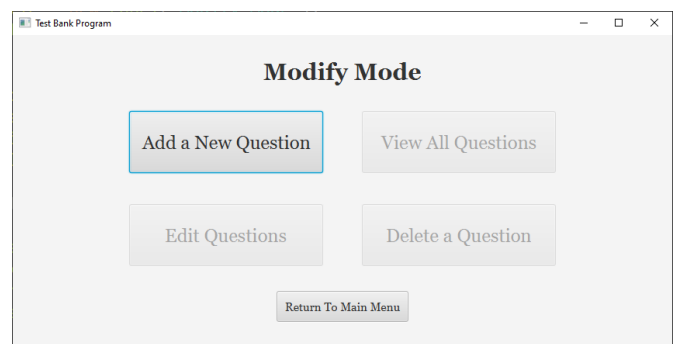 Test Bank Program
Modify Mode
Add a New Question
View All Questions
Edit Questions
Delete a Question
Return To Main Menu